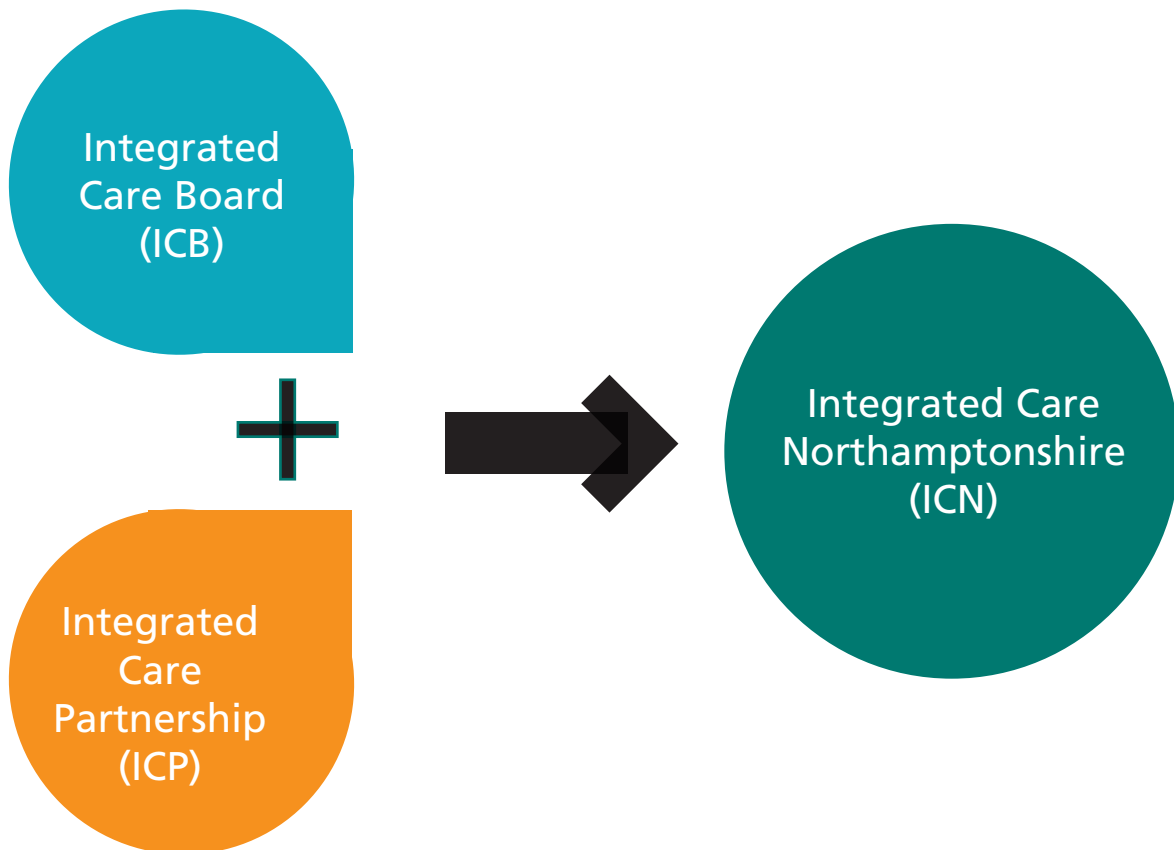 Integrated
Care Board
(ICB)
Integrated
Care
Partnership
(ICP)
Integrated Care
Northamptonshire
(ICN)